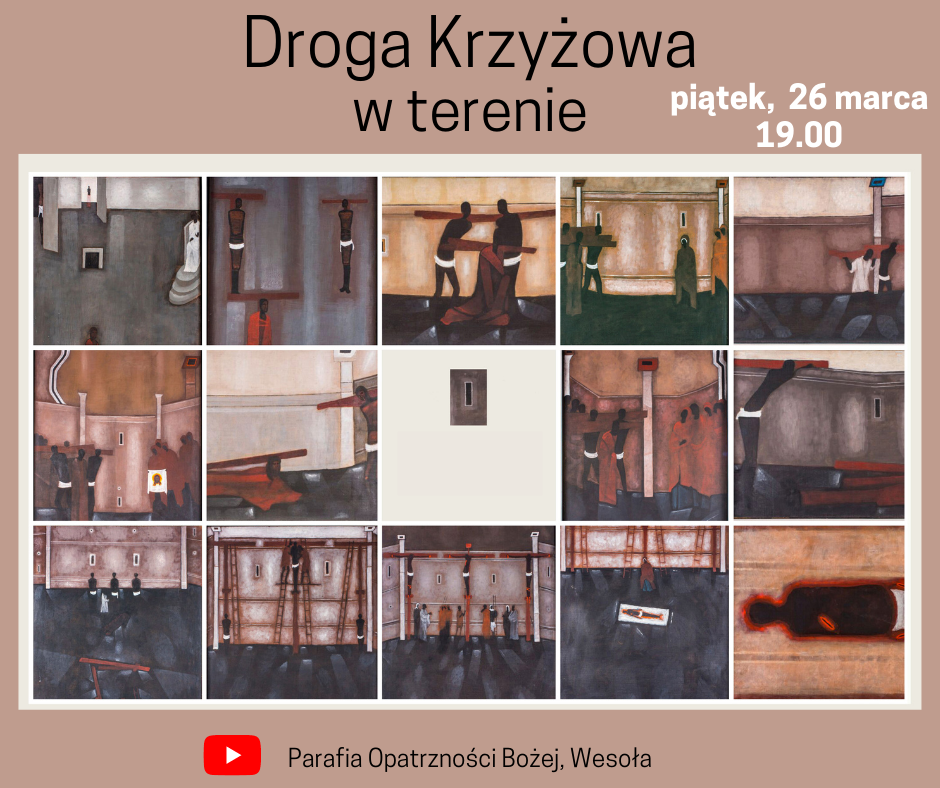 Droga Krzyżowa
w terenie
piątek, 26 marca
19.00
Parafia Opatrzności Bożej, Wesoła